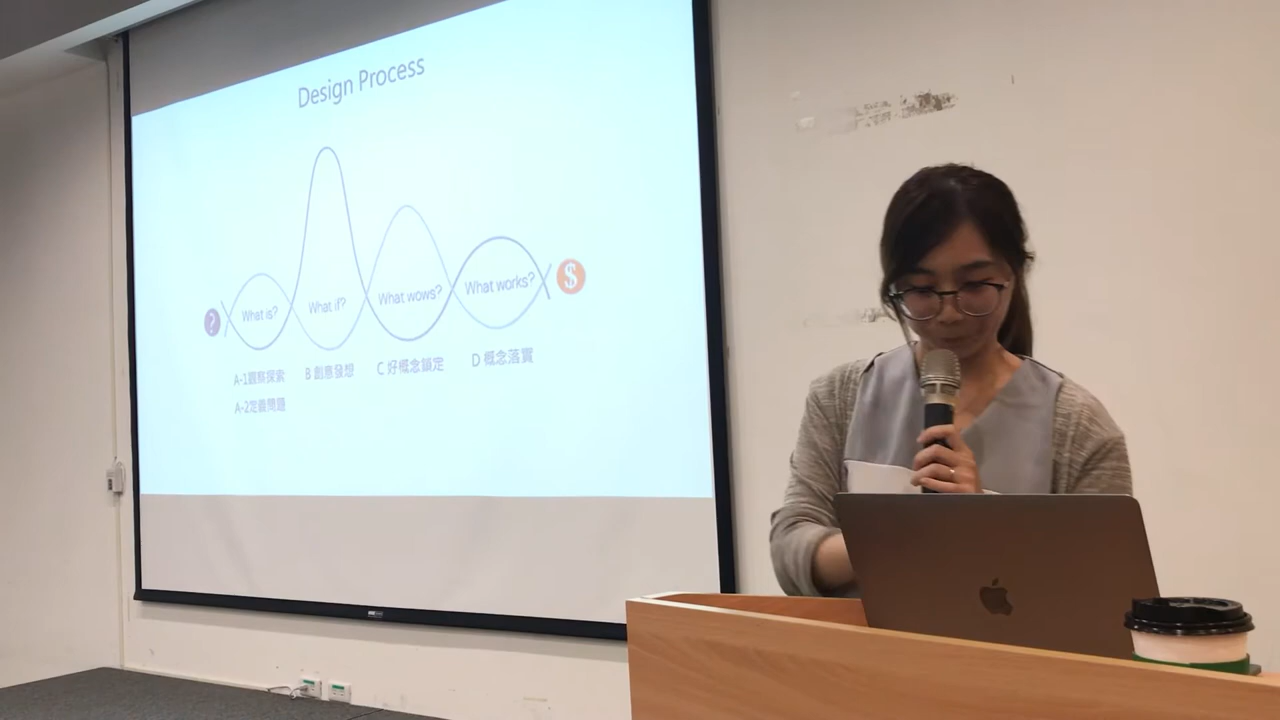 Design Process
What is?
What if?
What wows?
What works?
?
$
A-1觀察探索
B 創意發想
C 好概念鎖定
D 概念落實
A-2定義問題